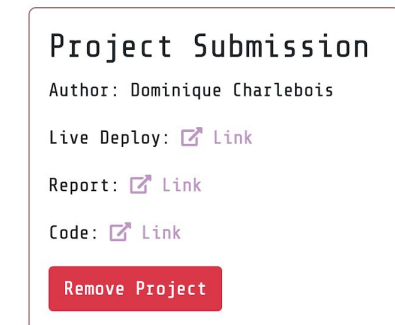 Project Submission
Author: Dominique Charlebois
Live Deploy: Link
Report: Link
Code: Link
Remove Project